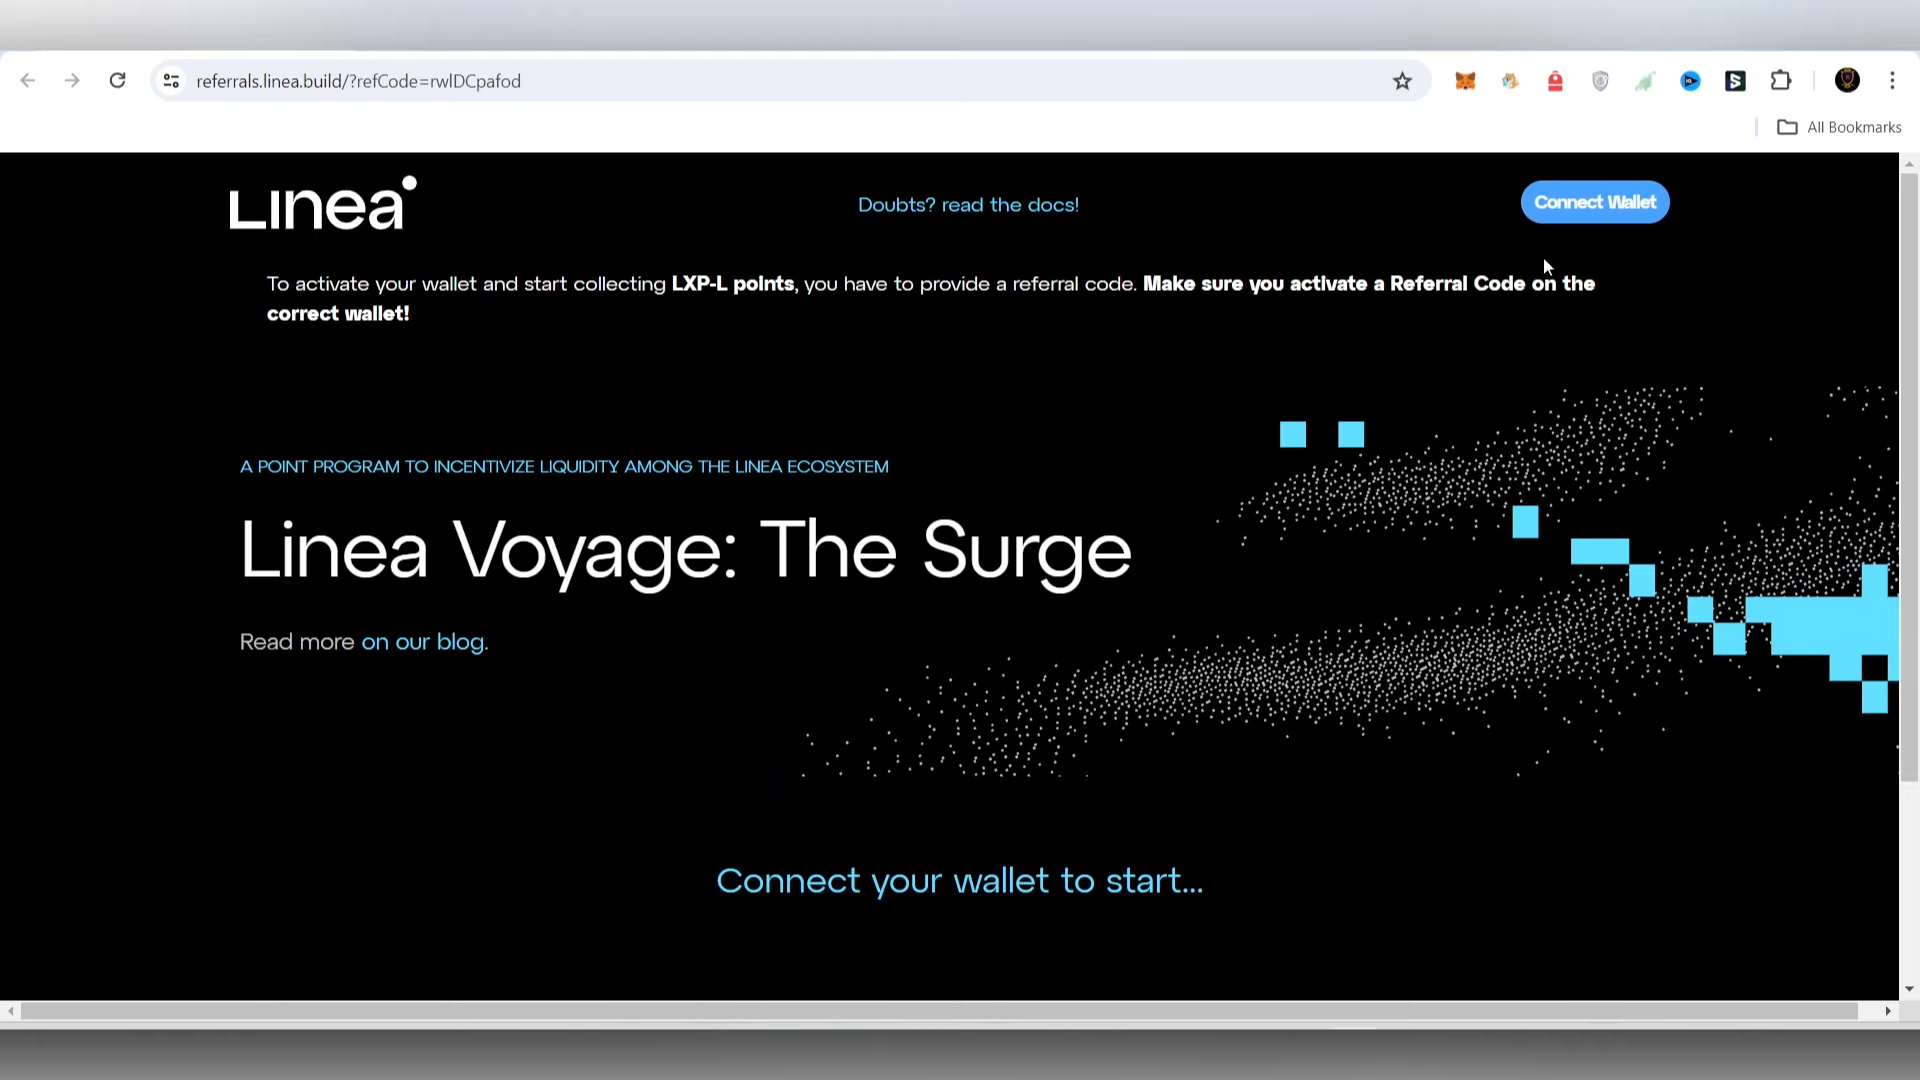 referrals.linea.build/?refCode=rwlDCpafod
All Bookmarks
Linea
Doubts? read the docs!
Connect Wallet
To activate your wallet and start collecting LXP-L points, you have to provide a referral code. Make sure you activate a Referral Code on the
correct wallet!
A POINT PROGRAM TO INCENTIVIZE LIQUIDITY AMONG THE LINEA ECOSYSTEM
Linea Voyage: The Surge
Read more on our blog.
Connect your wallet to start...